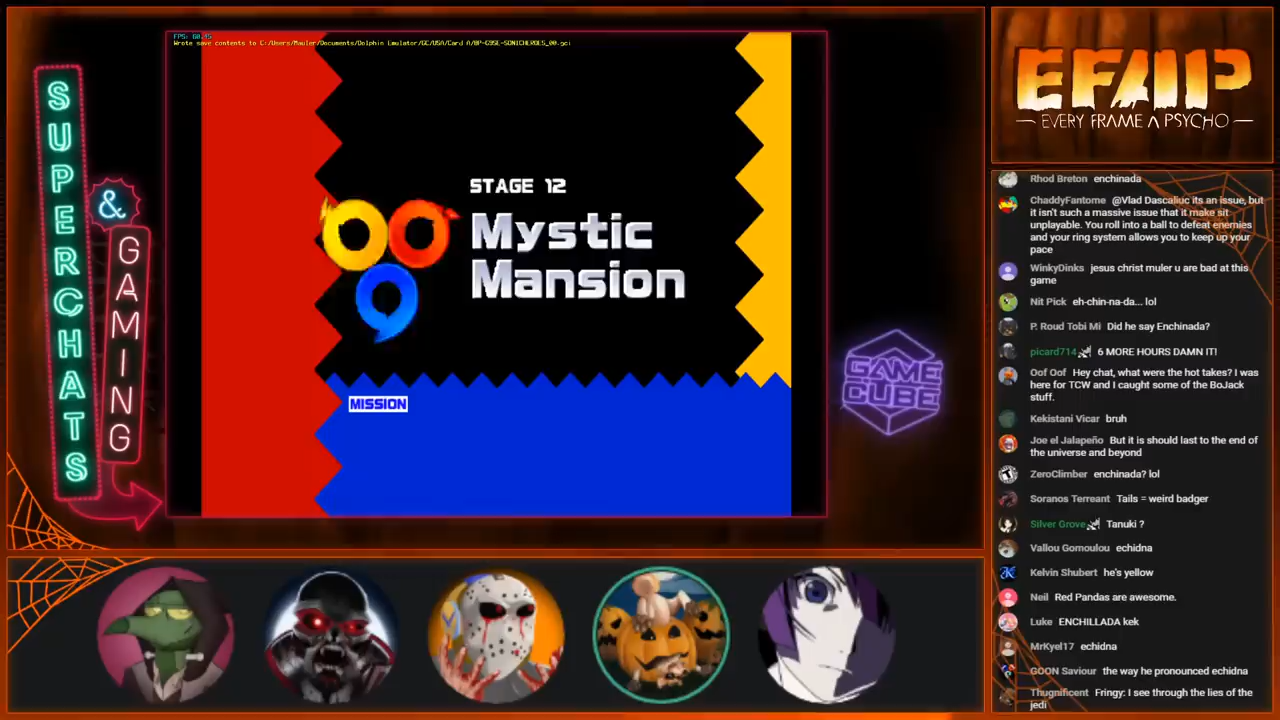 FPS: 60.45
Wrote save contents to C:/Users/Mauler/Documents/Dolphin Emulator/GC/USA/Card A/
SUPERCHATS
&
GAMING
STAGE 12
Mystic
Mansion
MISSION
GAME
CUBE
EFAP
EVERY FRAME A PSYCHO
Rhod Breton enchinada
ChaddyFantome @Vlad Dascaliuc its an issue, but
it isn't such a massive issue that it make sit
unplayable. You roll into a ball to defeat enemies
and your ring system allows you to keep up your
pace
WinkyDinks jesus christ muler u are bad at this
game
Nit Pick eh-chin-na-da... lol
P. Roud Tobi Mi Did he say Enchinada?
picard714 6 MORE HOURS DAMN IT!
Oof Oof Hey chat, what were the hot takes? I was
here for TCW and I caught some of the BoJack
stuff.
Kekistani Vicar bruh
Joe el Jalapeño But it is should last to the end of
the universe and beyond
ZeroClimber enchinada? lol
Soranos Terreant Tails = weird badger
Silver Grove Tanuki ?
Vallou Gomoulou echidna
Kelvin Shubert he's yellow
Neil Red Pandas are awesome.
Luke ENCHILLADA kek
MrKyel17 echidna
GOON Saviour the way he pronounced echidna
Thugnificent Fringy: I see through the lies of the
jedi